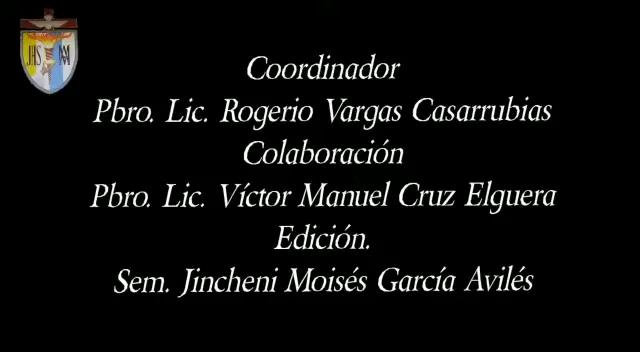 JHS
Coordinador
Pbro. Lic. Rogerio Vargas Casarrubias
Colaboración
Pbro. Lic. Víctor Manuel Cruz Elguera
Edición.
Sem. Jincheni Moisés García Avilés